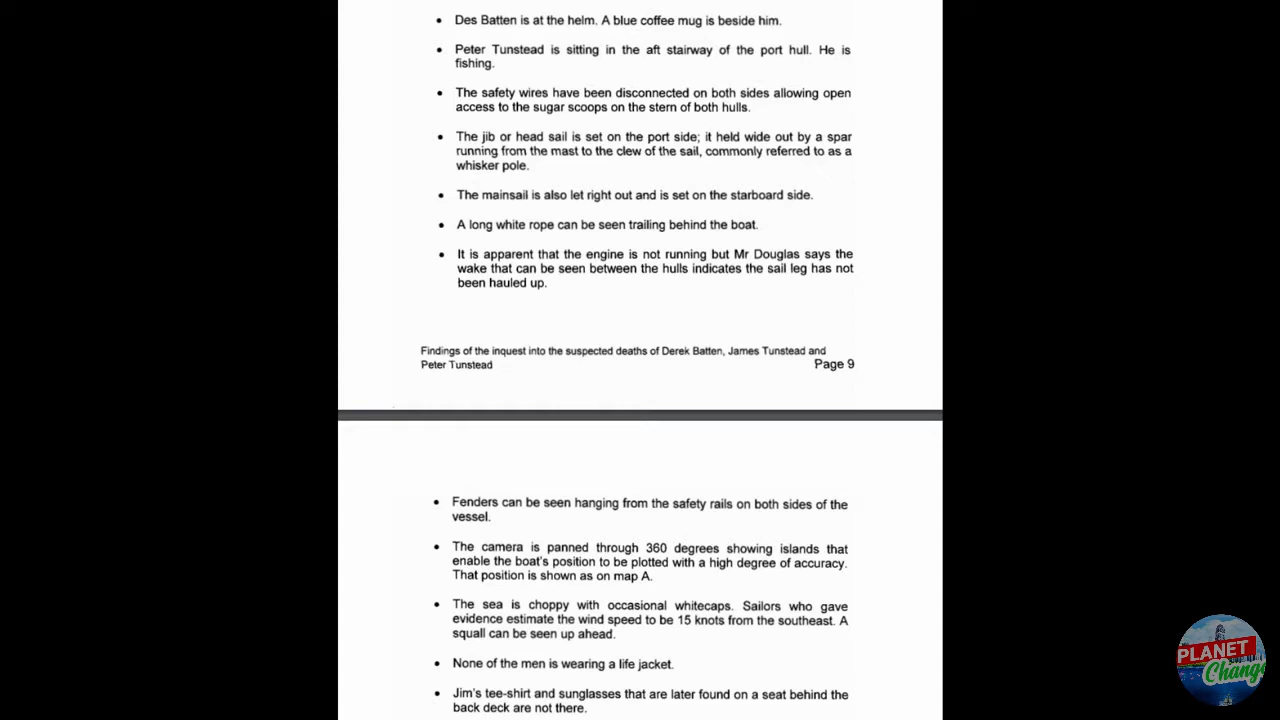 • Des Batten is at the helm. A blue coffee mug is beside him.
• Peter Tunstead is sitting in the aft stairway of the port hull. He is
fishing.
• The safety wires have been disconnected on both sides allowing open
access to the sugar scoops on the stern of both hulls.
• The jib or head sail is set on the port side; it held wide out by a spar
running from the mast to the clew of the sail, commonly referred to as a
whisker pole.
• The mainsail is also let right out and is set on the starboard side.
• A long white rope can be seen trailing behind the boat.
• It is apparent that the engine is not running but Mr Douglas says the
wake that can be seen between the hulls indicates the sail leg has not
been hauled up.
Findings of the inquest into the suspected deaths of Derek Batten, James Tunstead and
Peter Tunstead
Page 9
• Fenders can be seen hanging from the safety rails on both sides of the
vessel.
• The camera is panned through 360 degrees showing islands that
enable the boat's position to be plotted with a high degree of accuracy.
That position is shown as on map A.
• The sea is choppy with occasional whitecaps. Sailors who gave
evidence estimate the wind speed to be 15 knots from the southeast. A
squall can be seen up ahead.
• None of the men is wearing a life jacket.
• Jim's tee-shirt and sunglasses that are later found on a seat behind the
back deck are not there.
PLANET
Change